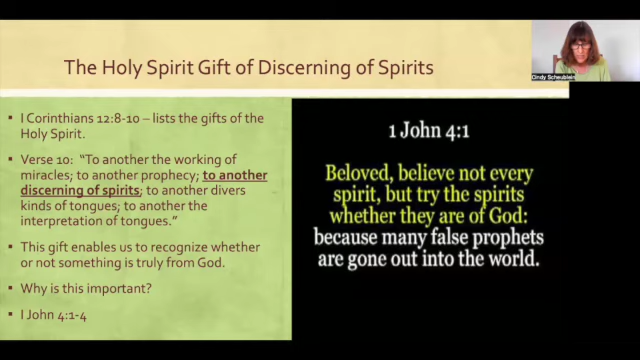 The Holy Spirit Gift of Discerning of Spirits
Cindy Scheublein
I Corinthians 12:8-10 – lists the gifts of the
Holy Spirit.
Verse 10: "To another the working of
miracles; to another prophecy; to another
discerning of spirits; to another divers
kinds of tongues; to another the
interpretation of tongues."
This gift enables us to recognize whether
or not something is truly from God.
Why is this important?
I John 4:1-4
1 John 4:1
Beloved, believe not every
spirit, but try the spirits
whether they are of God:
because many false prophets
are gone out into the world.